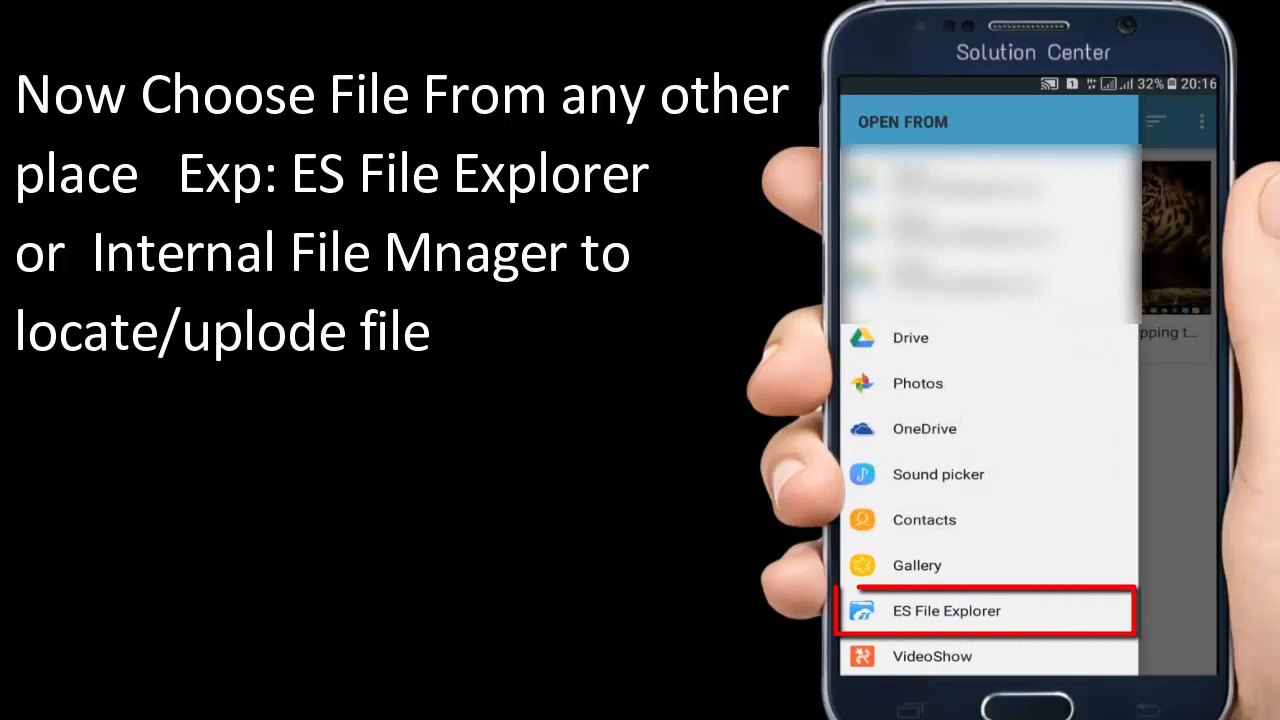 Now Choose File From any other
place Exp: ES File Explorer
or Internal File Mnager to
locate/uplode file
Solution Center
32% 20:16
OPEN FROM
Drive
Photos
OneDrive
Sound picker
Contacts
Gallery
ES File Explorer
VideoShow
pping t...